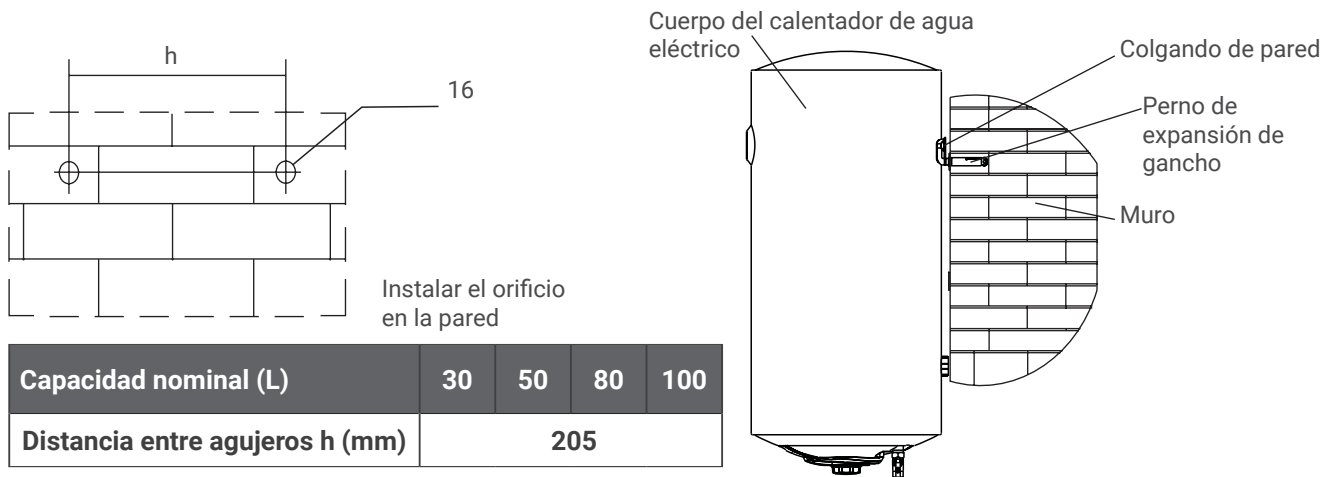 h
16
Instalar el orificio
en la pared
Capacidad nominal (L) 30 50 80 100
Distancia entre agujeros h (mm) 205
Cuerpo del calentador de agua
eléctrico
Colgando de pared
Perno de
expansión de
gancho
Muro